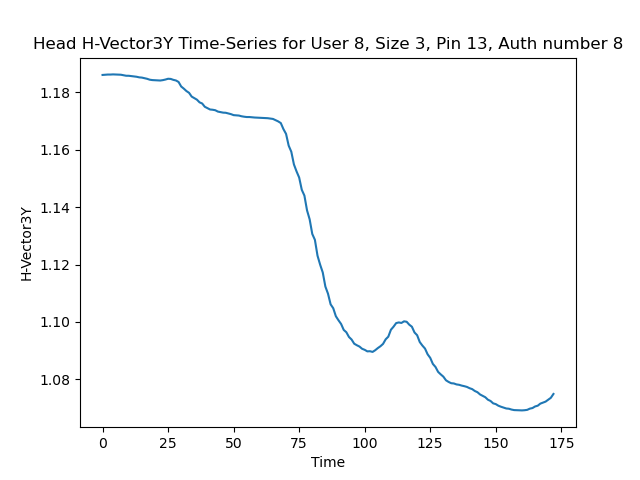 Head H-Vector3Y Time-Series for User 8, Size 3, Pin 13, Auth number 8
1.18
1.16
1.14
1.12
1.10
1.08
H-Vector3Y
0 25 50 75 100 125 150 175
Time